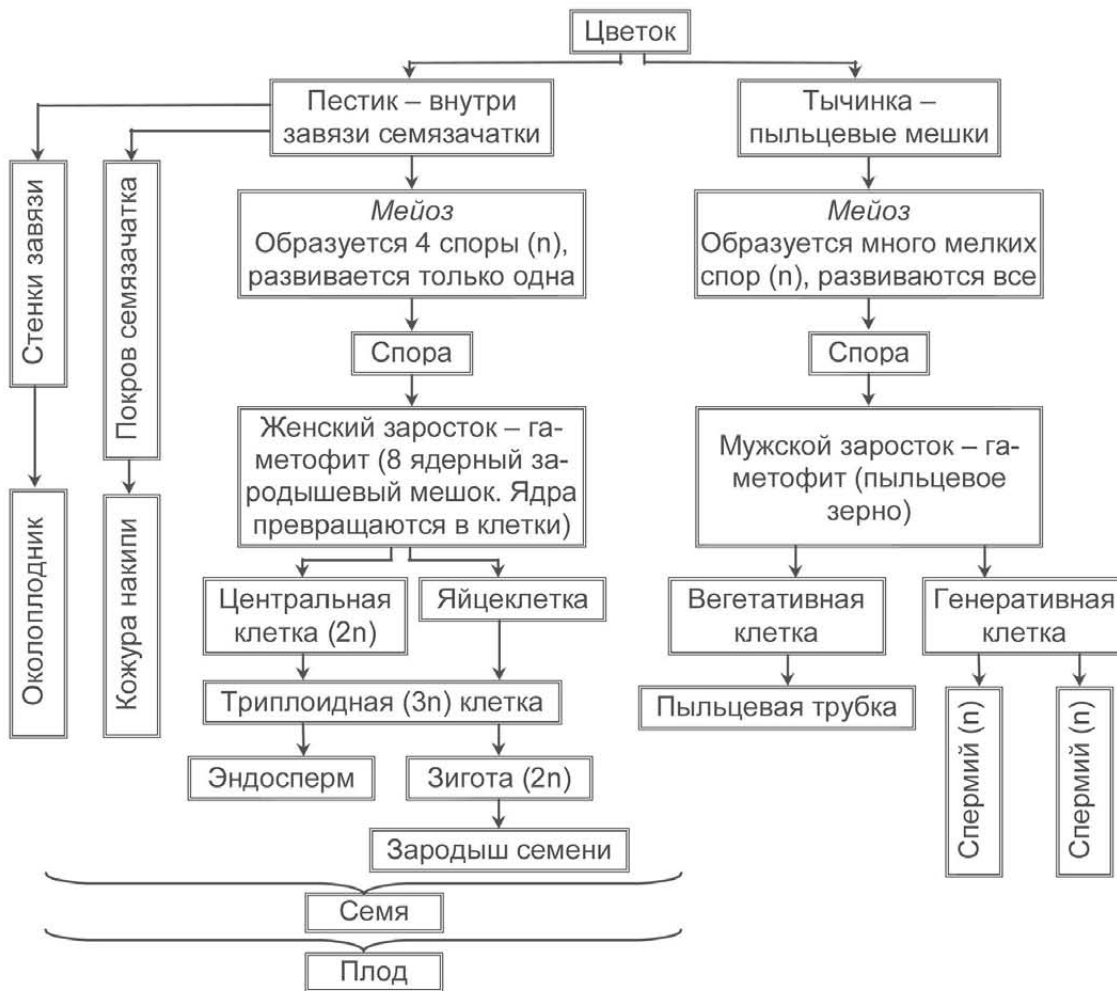 Цветок
Пестик – внутри
завязи семязачатки
Тычинка –
пыльцевые мешки
Стенки завязи
Покров семязачатка
Мейоз
Образуется 4 споры (n),
развивается только одна
Мейоз
Образуется много мелких
спор (n), развиваются все
Спора
Спора
Женский заросток – га-
метофит (8 ядерный за-
родышевый мешок. Ядра
превращаются в клетки)
Мужской заросток – га-
метофит (пыльцевое
зерно)
Околоплодник
Кожура накипи
Центральная
клетка (2n)
Яйцеклетка
Вегетативная
клетка
Генеративная
клетка
Триплоидная (3n) клетка
Пыльцевая трубка
Спермий (n)
Спермий (n)
Эндосперм
Зигота (2n)
Зародыш семени
Семя
Плод